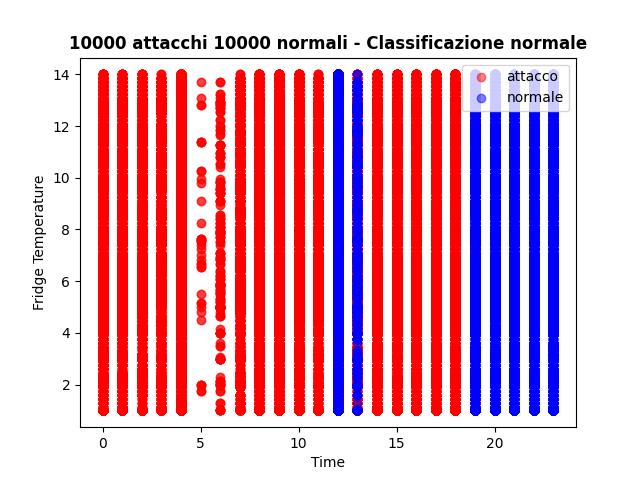 10000 attacchi 10000 normali - Classificazione normale
attacco
normale
Fridge Temperature
14
12
10
8
6
4
2
0 5 10 15 20
Time